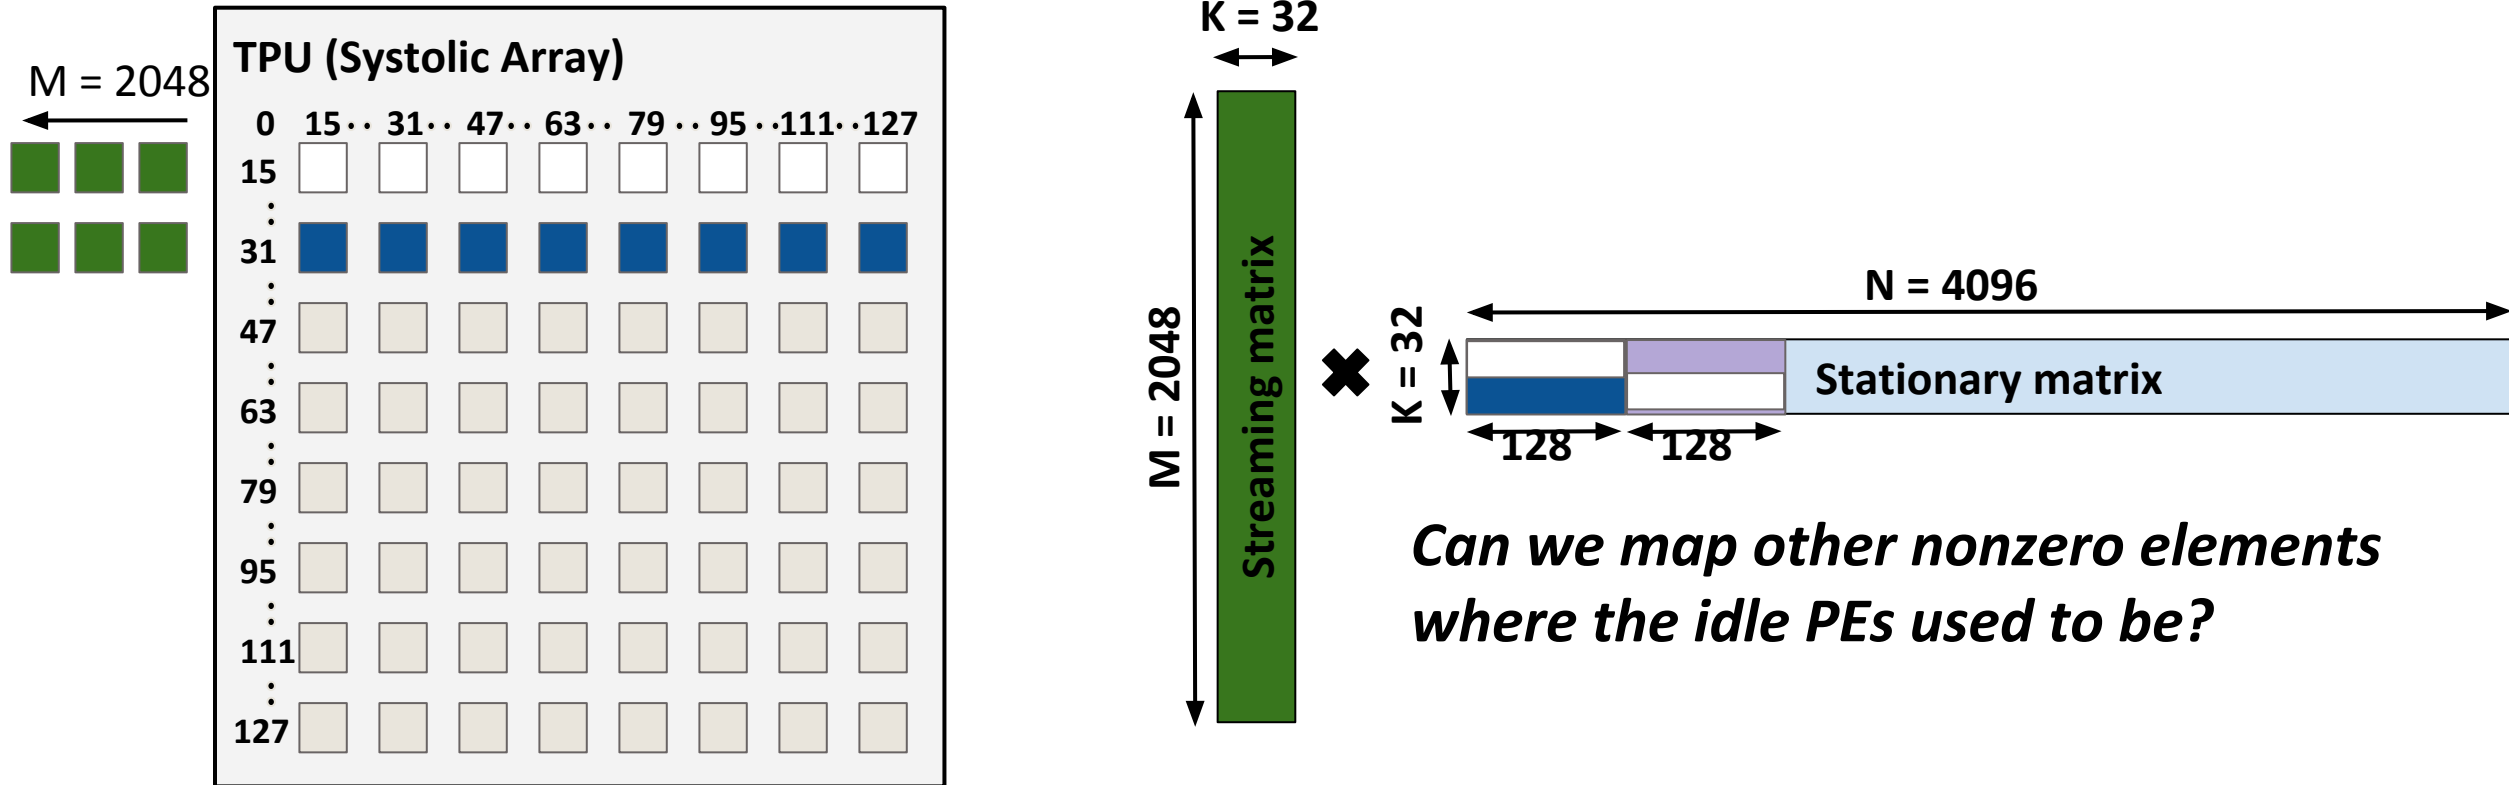 M = 2048
TPU (Systolic Array)
0 15 31 47 63 79 95 111 127
15
31
47
63
79
95
111
127
K = 32
M = 2048
Streaming matrix
K = 32
N = 4096
Stationary matrix
128 128
Can we map other nonzero elements
where the idle PEs used to be?